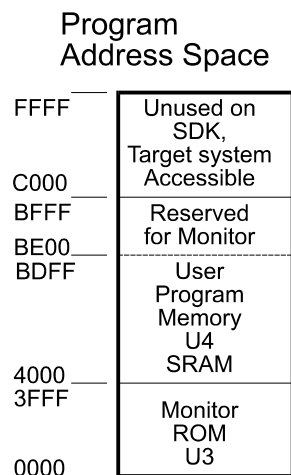 Program
Address Space
FFFF
Unused on
SDK,
Target system
Accessible
C000
BFFF
Reserved
for Monitor
BE00
BDFF
User
Program
Memory
U4
SRAM
4000
3FFF
Monitor
ROM
U3
0000